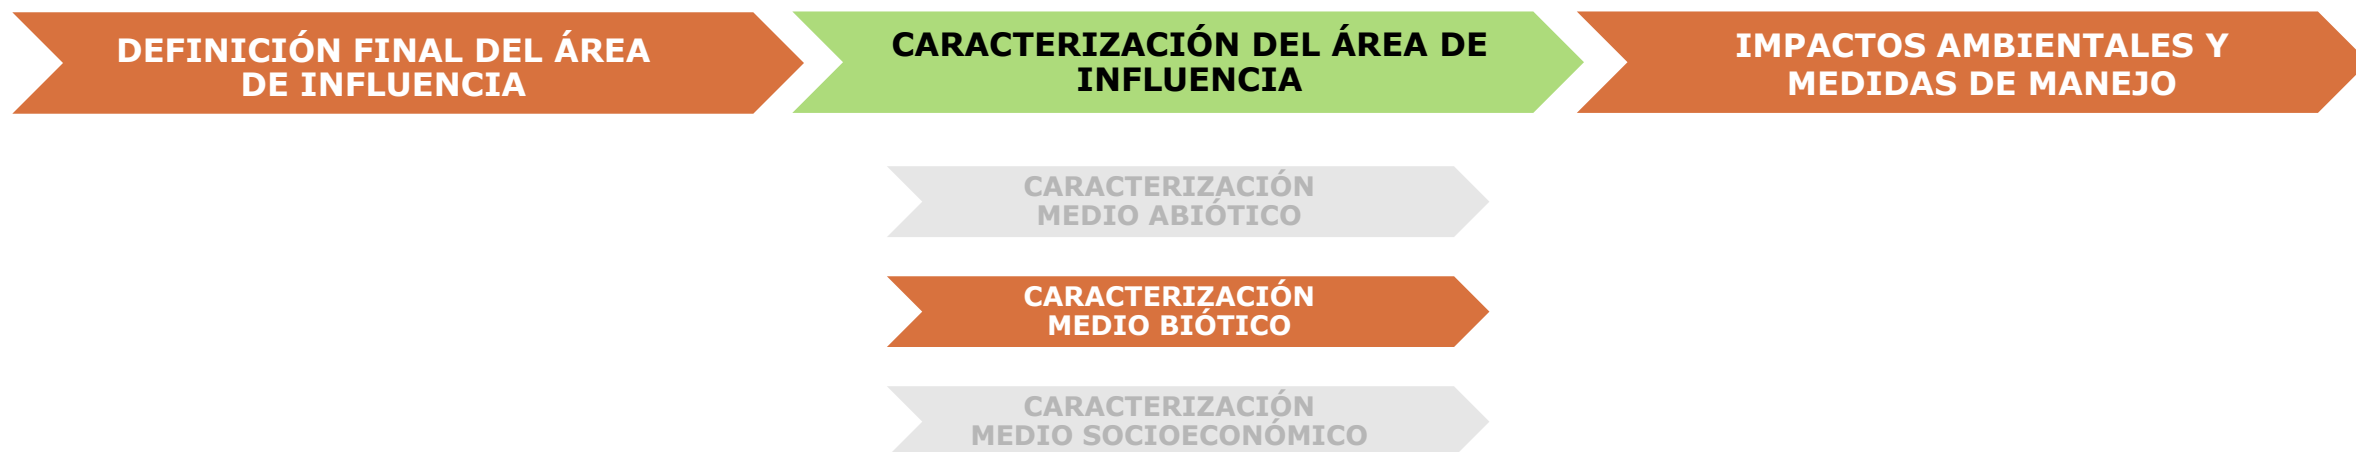 DEFINICIÓN FINAL DEL ÁREA
DE INFLUENCIA
CARACTERIZACIÓN DEL ÁREA DE
INFLUENCIA
IMPACTOS AMBIENTALES Y
MEDIDAS DE MANEJO
CARACTERIZACIÓN
MEDIO ABIÓTICO
CARACTERIZACIÓN
MEDIO BIÓTICO
CARACTERIZACIÓN
MEDIO SOCIOECONÓMICO